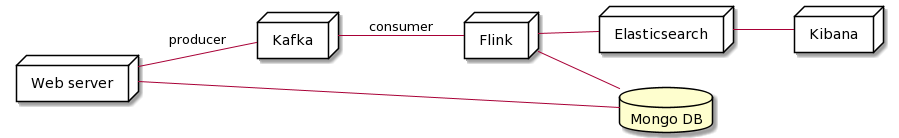 producer
Kafka
consumer
Flink
Elasticsearch
Kibana
Web server
Mongo DB